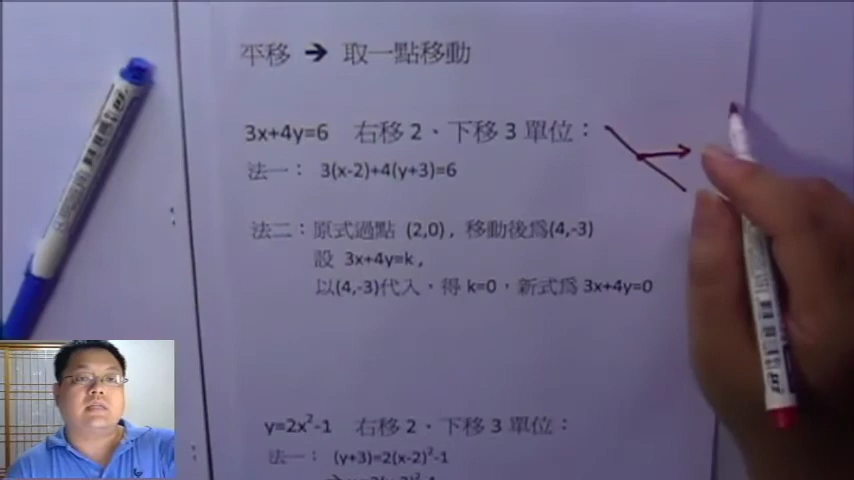 平移 → 取一點移動
3x+4y=6 右移 2、下移 3 單位：
法一： 3(x-2)+4(y+3)=6
法二：原式過點 (2,0) , 移動後為(4,-3)
設 3x+4y=k ,
以(4,-3)代入，得 k=0，新式為 3x+4y=0
y=2x²-1 右移 2、下移 3 單位：
法一： (y+3)=2(x-2)²-1